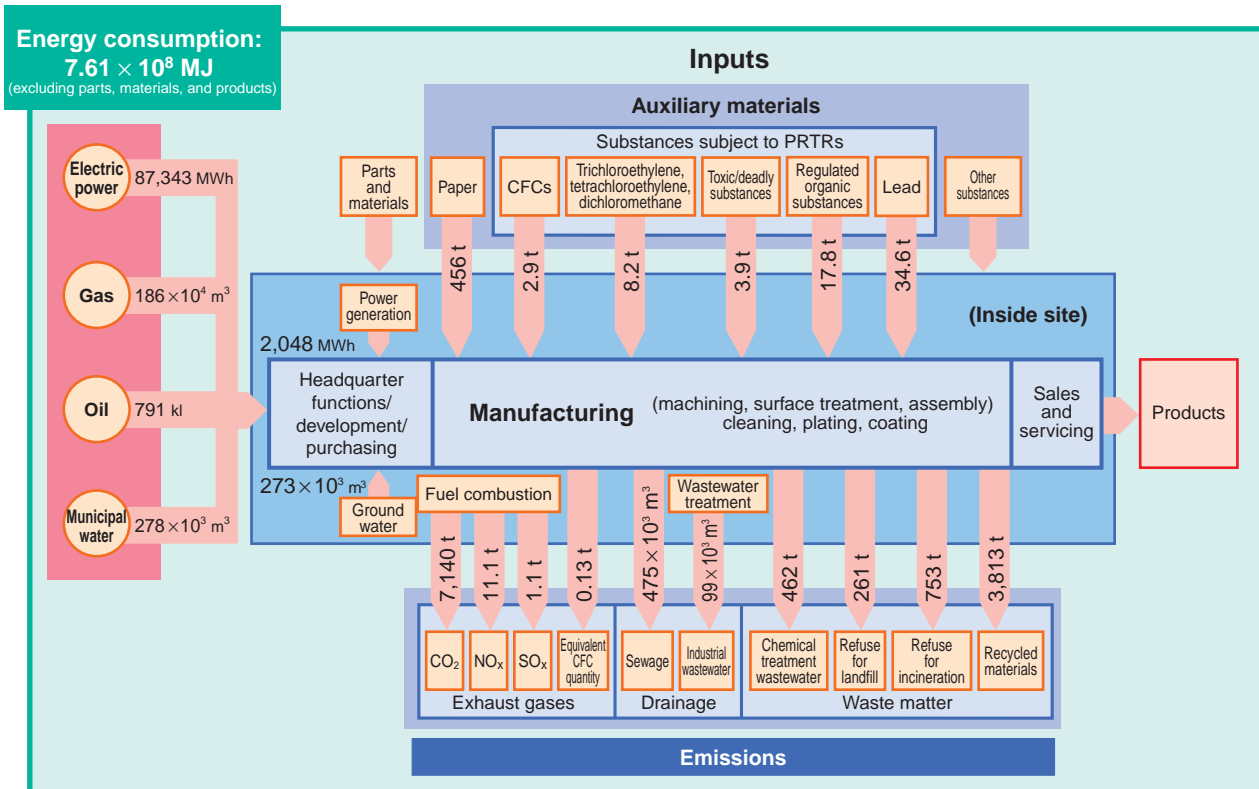 Energy consumption:
7.61 × 10⁸ MJ
(excluding parts, materials, and products)
Inputs
Auxiliary materials
Substances subject to PRTRs
Electric
power
87,343 MWh
Gas
186×10⁴ m³
Oil
791 kl
Municipal
water
278×10³ m³
Parts
and
materials
Paper
CFCs
Trichloroethylene,
tetrachloroethylene,
dichloromethane
Toxic/deadly
substances
Regulated
organic
substances
Lead
Other
substances
456 t
2.9 t
8.2 t
3.9 t
17.8 t
34.6 t
(Inside site)
Power
generation
2,048 MWh
Headquarter
functions/
development/
purchasing
Manufacturing
(machining, surface treatment, assembly)
cleaning, plating, coating
Sales
and
servicing
Products
273×10³ m³
Ground
water
Fuel combustion
Wastewater
treatment
7,140 t
11.1 t
1.1 t
0.13 t
475×10³ m³
99×10³ m³
462 t
261 t
753 t
3,813 t
CO₂
NOₓ
SOₓ
Equivalent
CFC
quantity
Sewage
Industrial
wastewater
Chemical
treatment
wastewater
Refuse
for
landfill
Refuse
for
incineration
Recycled
materials
Exhaust gases
Drainage
Waste matter
Emissions